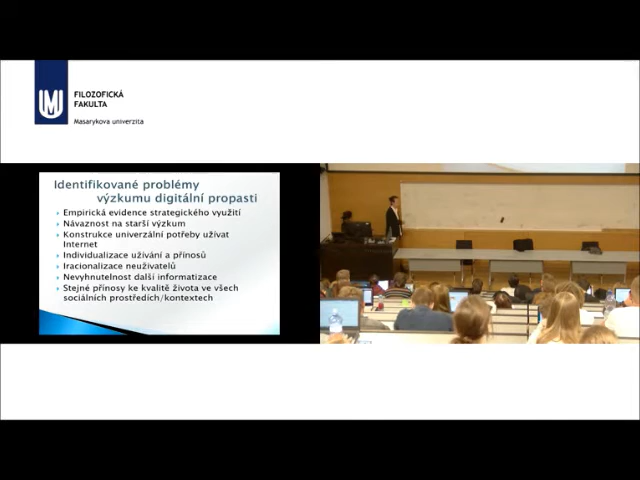 FILOZOFICKÁ
FAKULTA
Masarykova univerzita
Identifikované problémy
výzkumu digitální propasti
Empirická evidence strategického využití
Návaznost na starší výzkum
Konstrukce univerzální potřeby užívat
Internet
Individualizace užívání a přínosů
Iracionalizace neuživatelů
Nevyhnutelnost další informatizace
Stejné přínosy ke kvalitě života ve všech
sociálních prostředích/kontextech